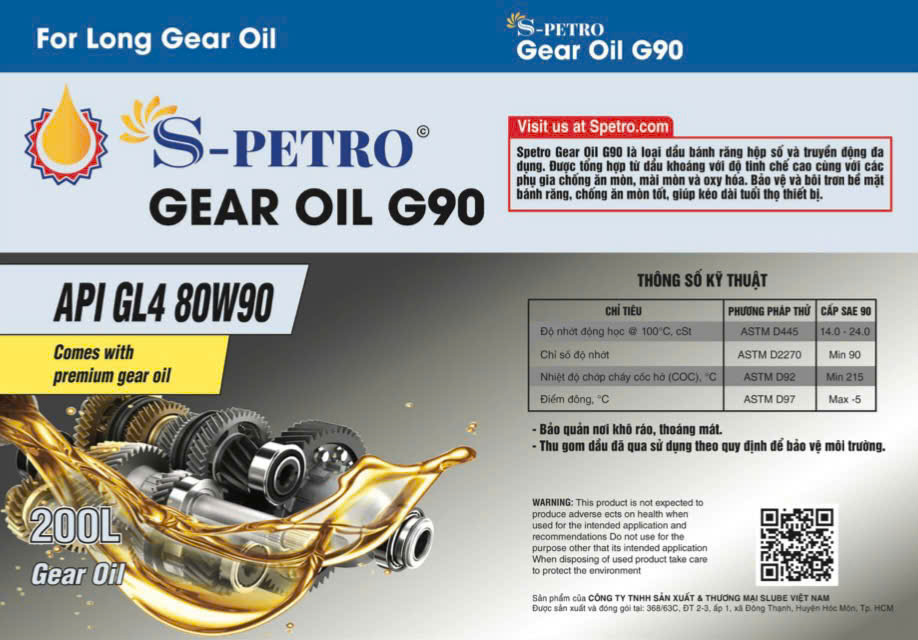 For Long Gear Oil
S-PETRO
Gear Oil G90
S-PETRO©
GEAR OIL G90
Visit us at Spetro.com
Spetro Gear Oil G90 là loại dầu bánh răng hộp số và truyền động đa
dụng. Được tổng hợp từ dầu khoáng với độ tinh chế cao cùng với các
phụ gia chống ăn mòn, mài mòn và oxy hóa. Bảo vệ và bôi trơn bề mặt
bánh răng, chống ăn mòn tốt, giúp kéo dài tuổi thọ thiết bị.
API GL4 80W90
Comes with
premium gear oil
200L
Gear Oil
THÔNG SỐ KỸ THUẬT
CHỈ TIÊU PHƯƠNG PHÁP THỬ CẤP SAE 90
Độ nhớt động học @ 100°C, cSt ASTM D445 14.0 - 24.0
Chỉ số độ nhớt ASTM D2270 Min 90
Nhiệt độ chớp cháy cốc hở (COC), °C ASTM D92 Min 215
Điểm đông, °C ASTM D97 Max -5
- Bảo quản nơi khô ráo, thoáng mát.
- Thu gom dầu đã qua sử dụng theo quy định để bảo vệ môi trường.
WARNING: This product is not expected to
produce adverse ects on health when
used for the intended application and
recommendations Do not use for the
purpose other that its intended application
When disposing of used product take care
to protect the environment
Sản phẩm của CÔNG TY TNHH SẢN XUẤT & THƯƠNG MẠI SLUBE VIỆT NAM
Được sản xuất và đóng gói tại: 368/63C, ĐT 2-3, ấp 1, xã Đông Thạnh, Huyện Hóc Môn, Tp. HCM